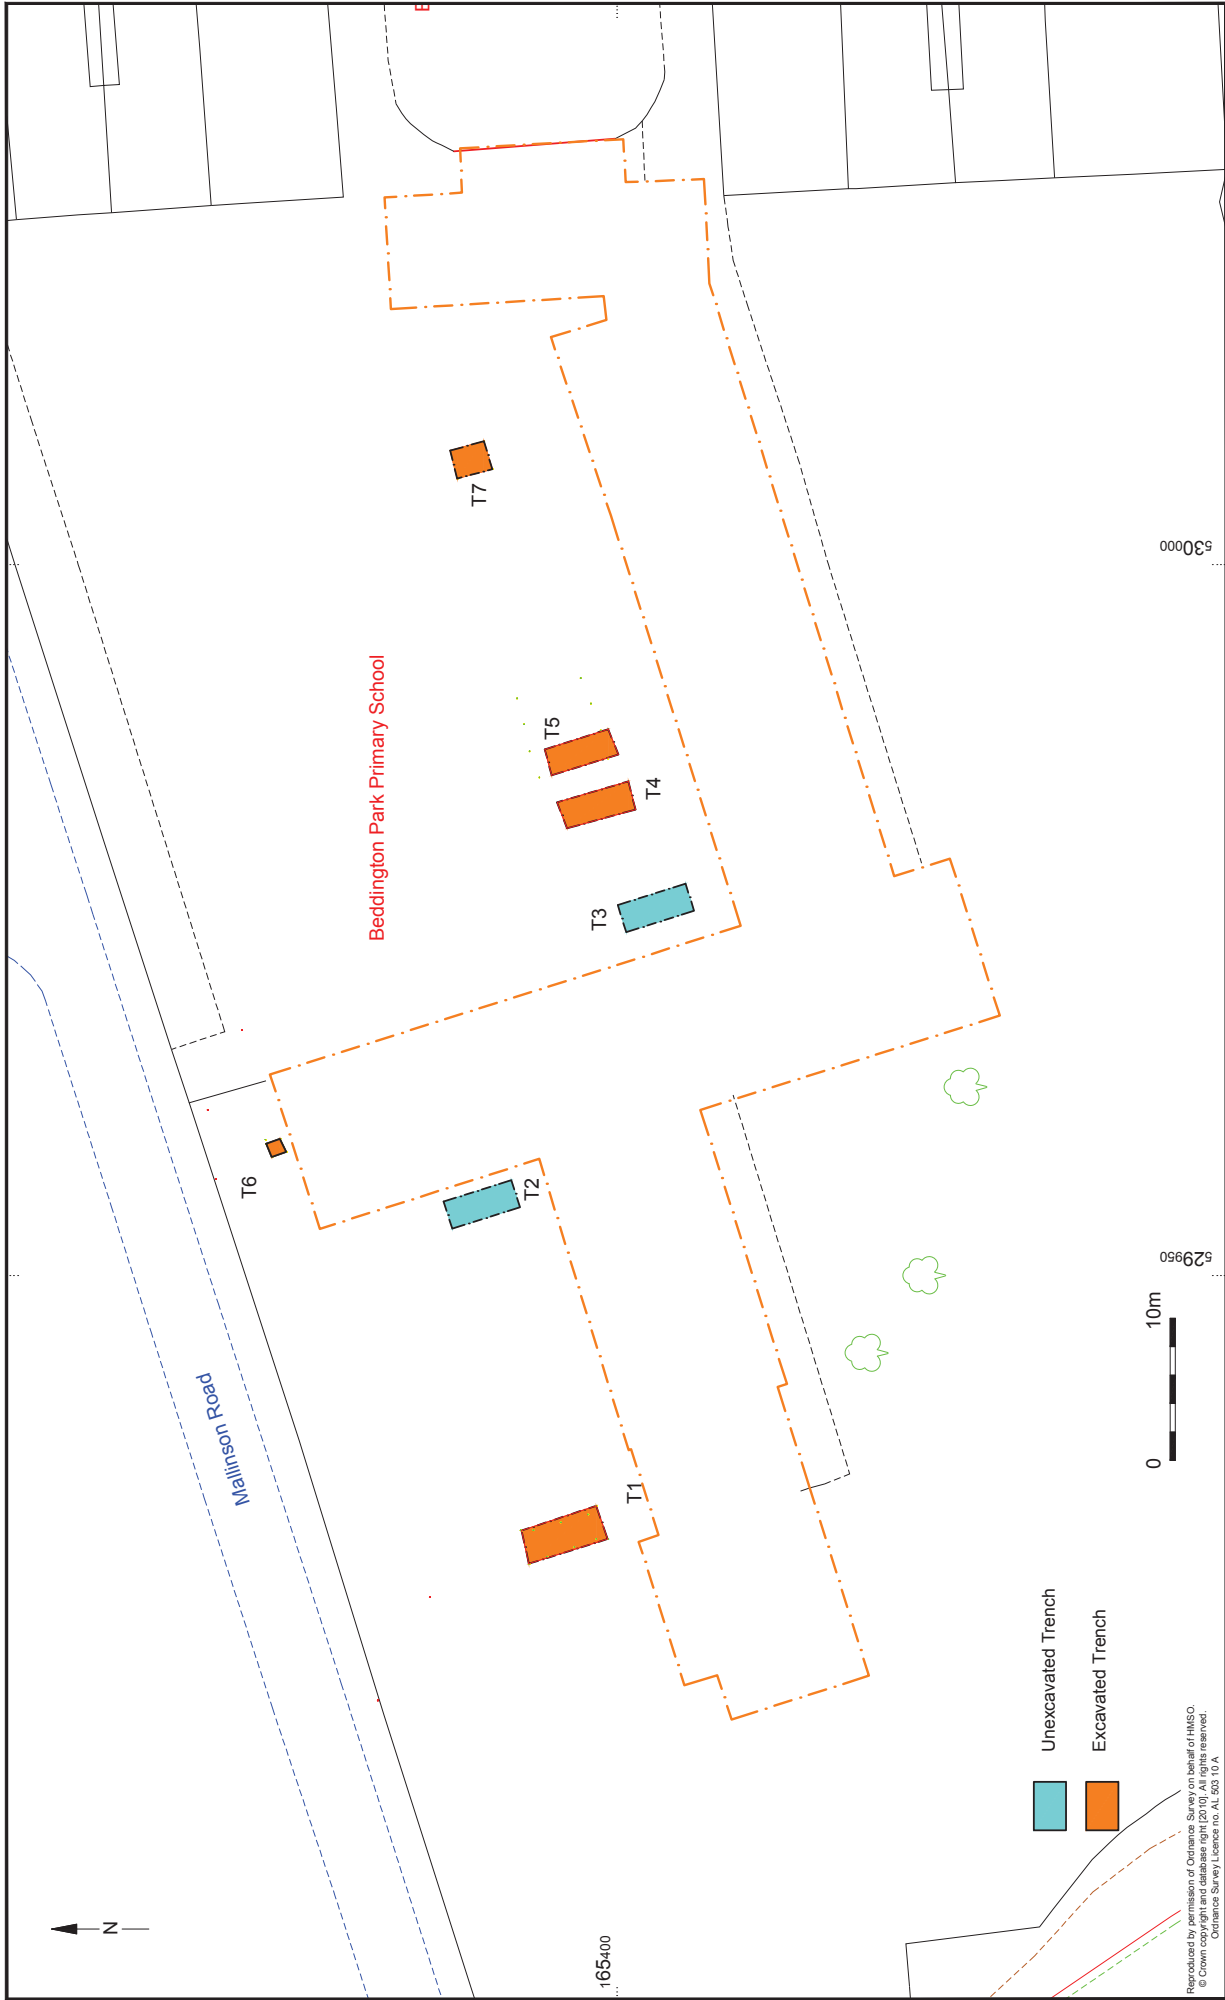 N
Mallinson Road
Beddington Park Primary School
T6
T7
T2
T5
T4
T3
T1
165400
529950
530000
0 10m
Unexcavated Trench
Excavated Trench
Reproduced by permission of Ordnance Survey on behalf of HMSO.
© Crown copyright and database right [2010]. All rights reserved.
Ordnance Survey Licence no. AL 503 10 A